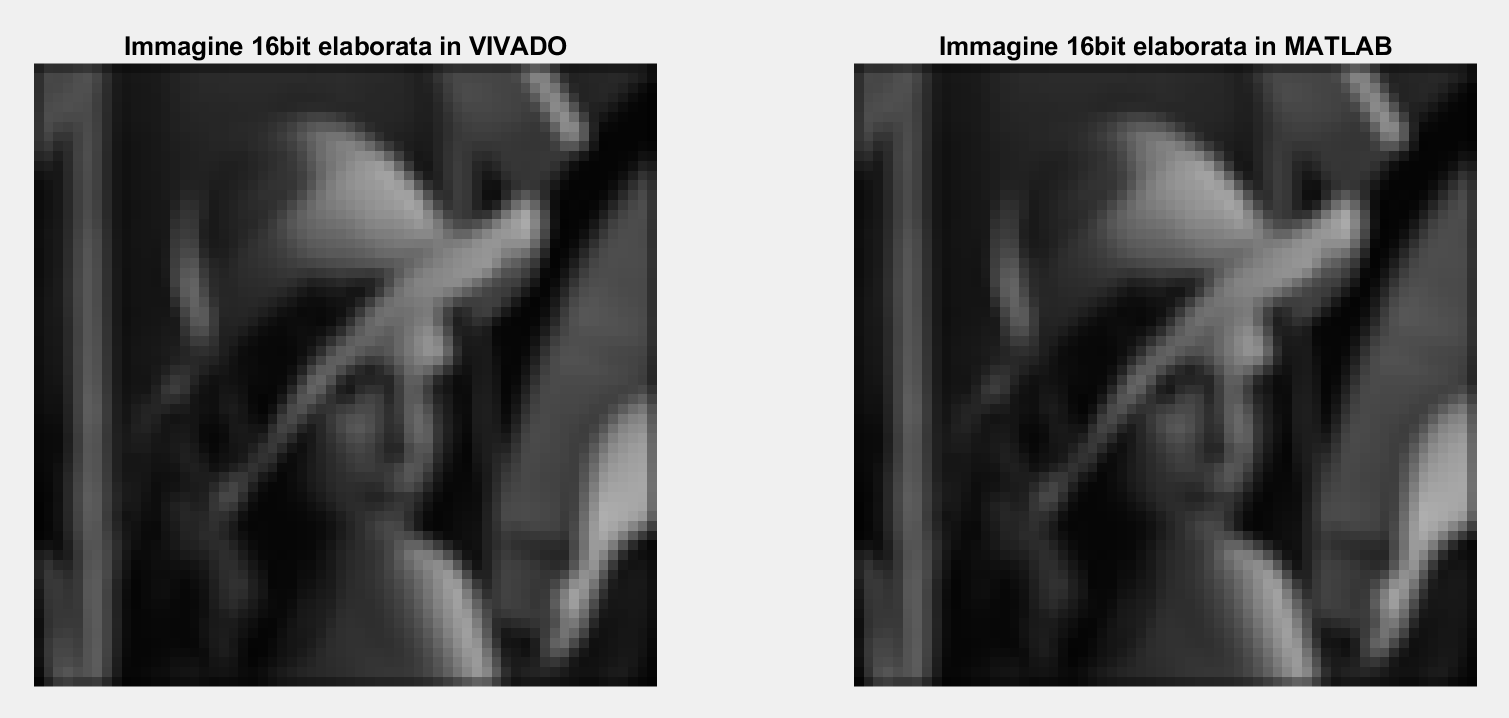 Immagine 16bit elaborata in VIVADO
Immagine 16bit elaborata in MATLAB